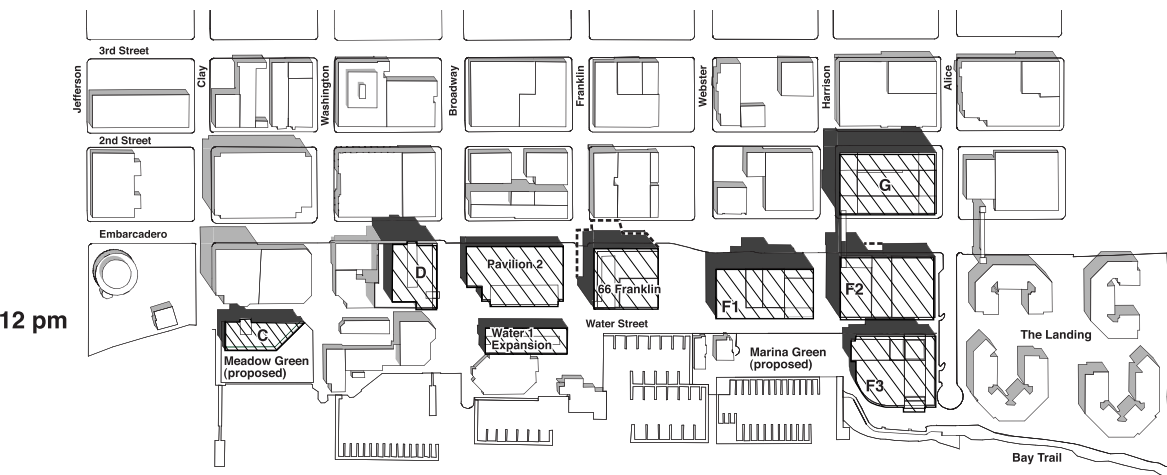 3rd Street
Jefferson
Clay
Washington
Broadway
Franklin
Webster
Harrison
Alice
2nd Street
G
Embarcadero
D
Pavilion 2
66 Franklin
F1
F2
12 pm
C
Water 1
Expansion
Water Street
Meadow Green
(proposed)
Marina Green
(proposed)
The Landing
F3
Bay Trail